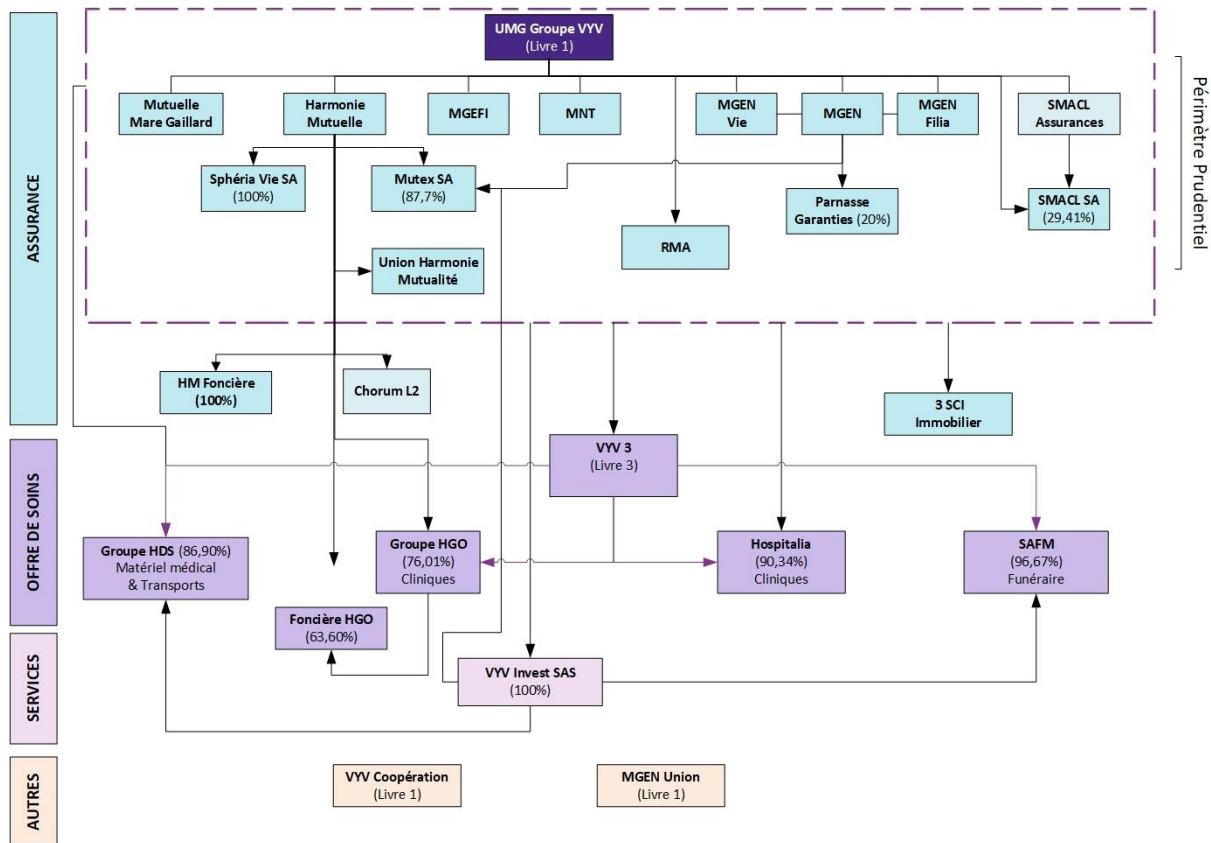 UMG Groupe VYV
(Livre 1)
Mutuelle
Mare Gaillard
Harmonie
Mutuelle
MGEFI
MNT
MGEN
Vie
MGEN
MGEN
Filia
SMACL
Assurances
Sphéria Vie SA
(100%)
Mutex SA
(87,7%)
Parnasse
Garanties (20%)
SMACL SA
(29,41%)
RMA
Union Harmonie
Mutualité
Périmètre Prudentiel
ASSURANCE
HM Foncière
(100%)
Chorum L2
3 SCI
Immobilier
OFFRE DE SOINS
VYV 3
(Livre 3)
Groupe HDS (86,90%)
Matériel médical
& Transports
Groupe HGO
(76,01%)
Cliniques
Hospitalia
(90,34%)
Cliniques
SAFM
(96,67%)
Funéraire
Foncière HGO
(63,60%)
SERVICES
VYV Invest SAS
(100%)
AUTRES
VYV Coopération
(Livre 1)
MGEN Union
(Livre 1)